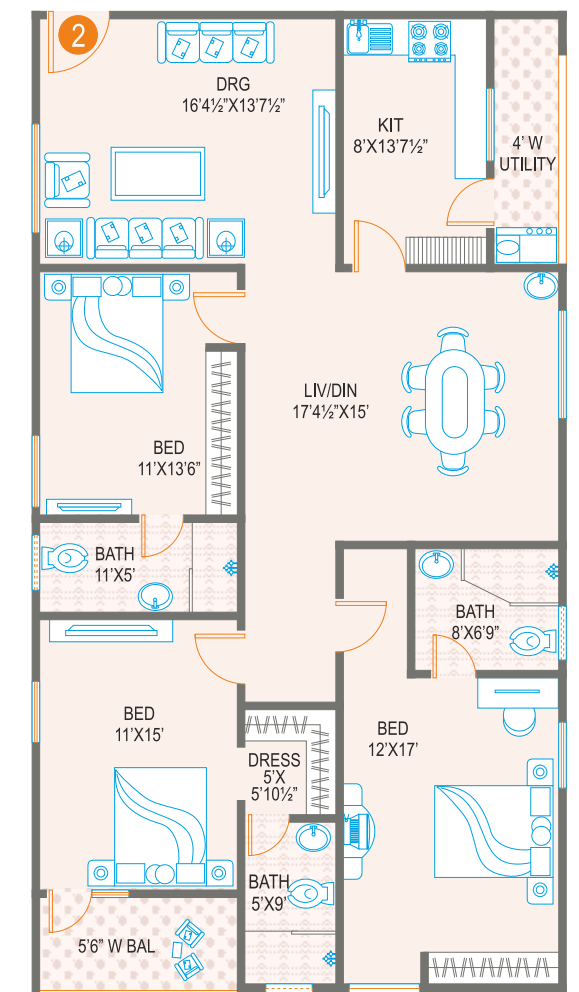 2
DRG
16'4½"X13'7½"
KIT
8'X13'7½"
4' W
UTILITY
LIV/DIN
17'4½"X15'
BED
11'X13'6"
BATH
11'X5'
BATH
8'X6'9"
BED
11'X15'
BED
12'X17'
DRESS
5'X
5'10½"
BATH
5'X9'
5'6" W BAL